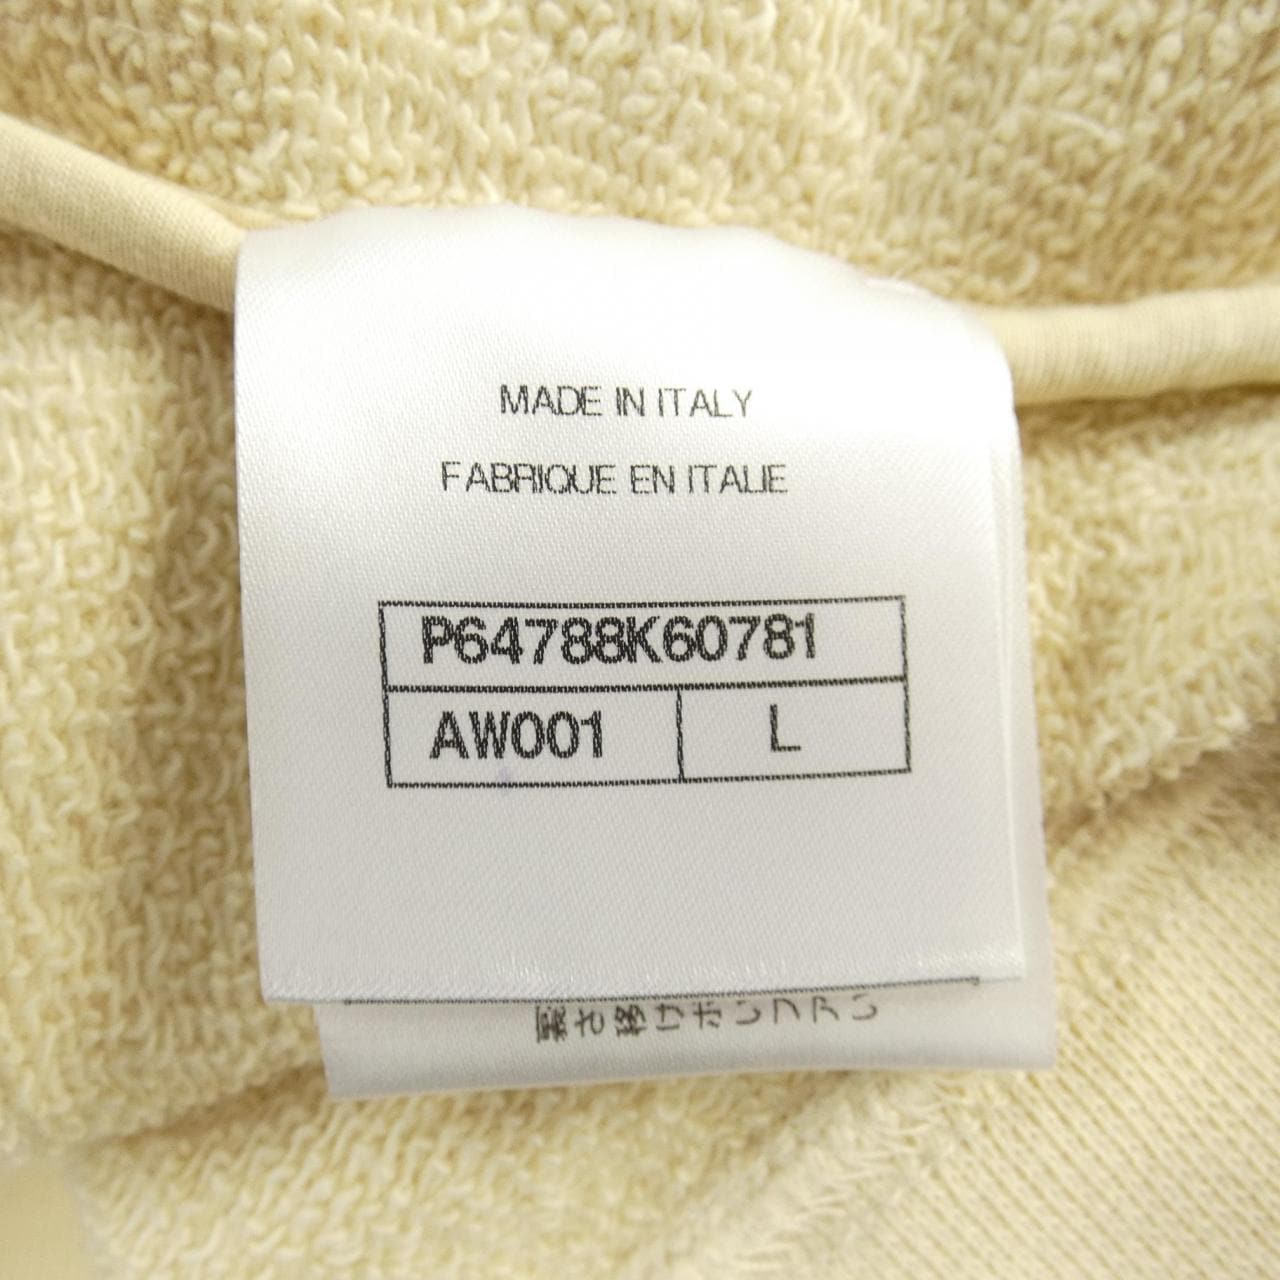 MADE IN ITALY
FABRIQUE EN ITALIE
P64788K60781
AW001 L